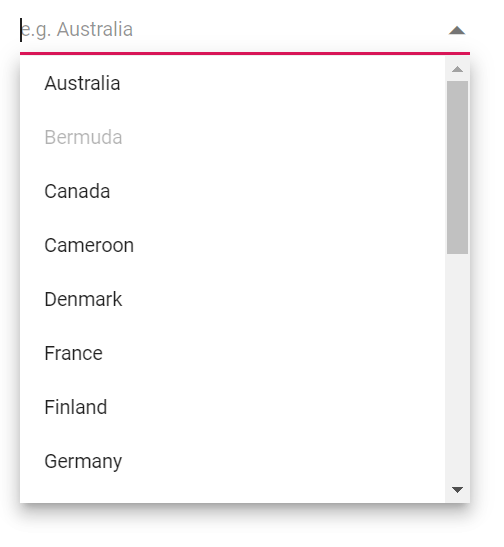 e.g. Australia
Australia
Bermuda
Canada
Cameroon
Denmark
France
Finland
Germany